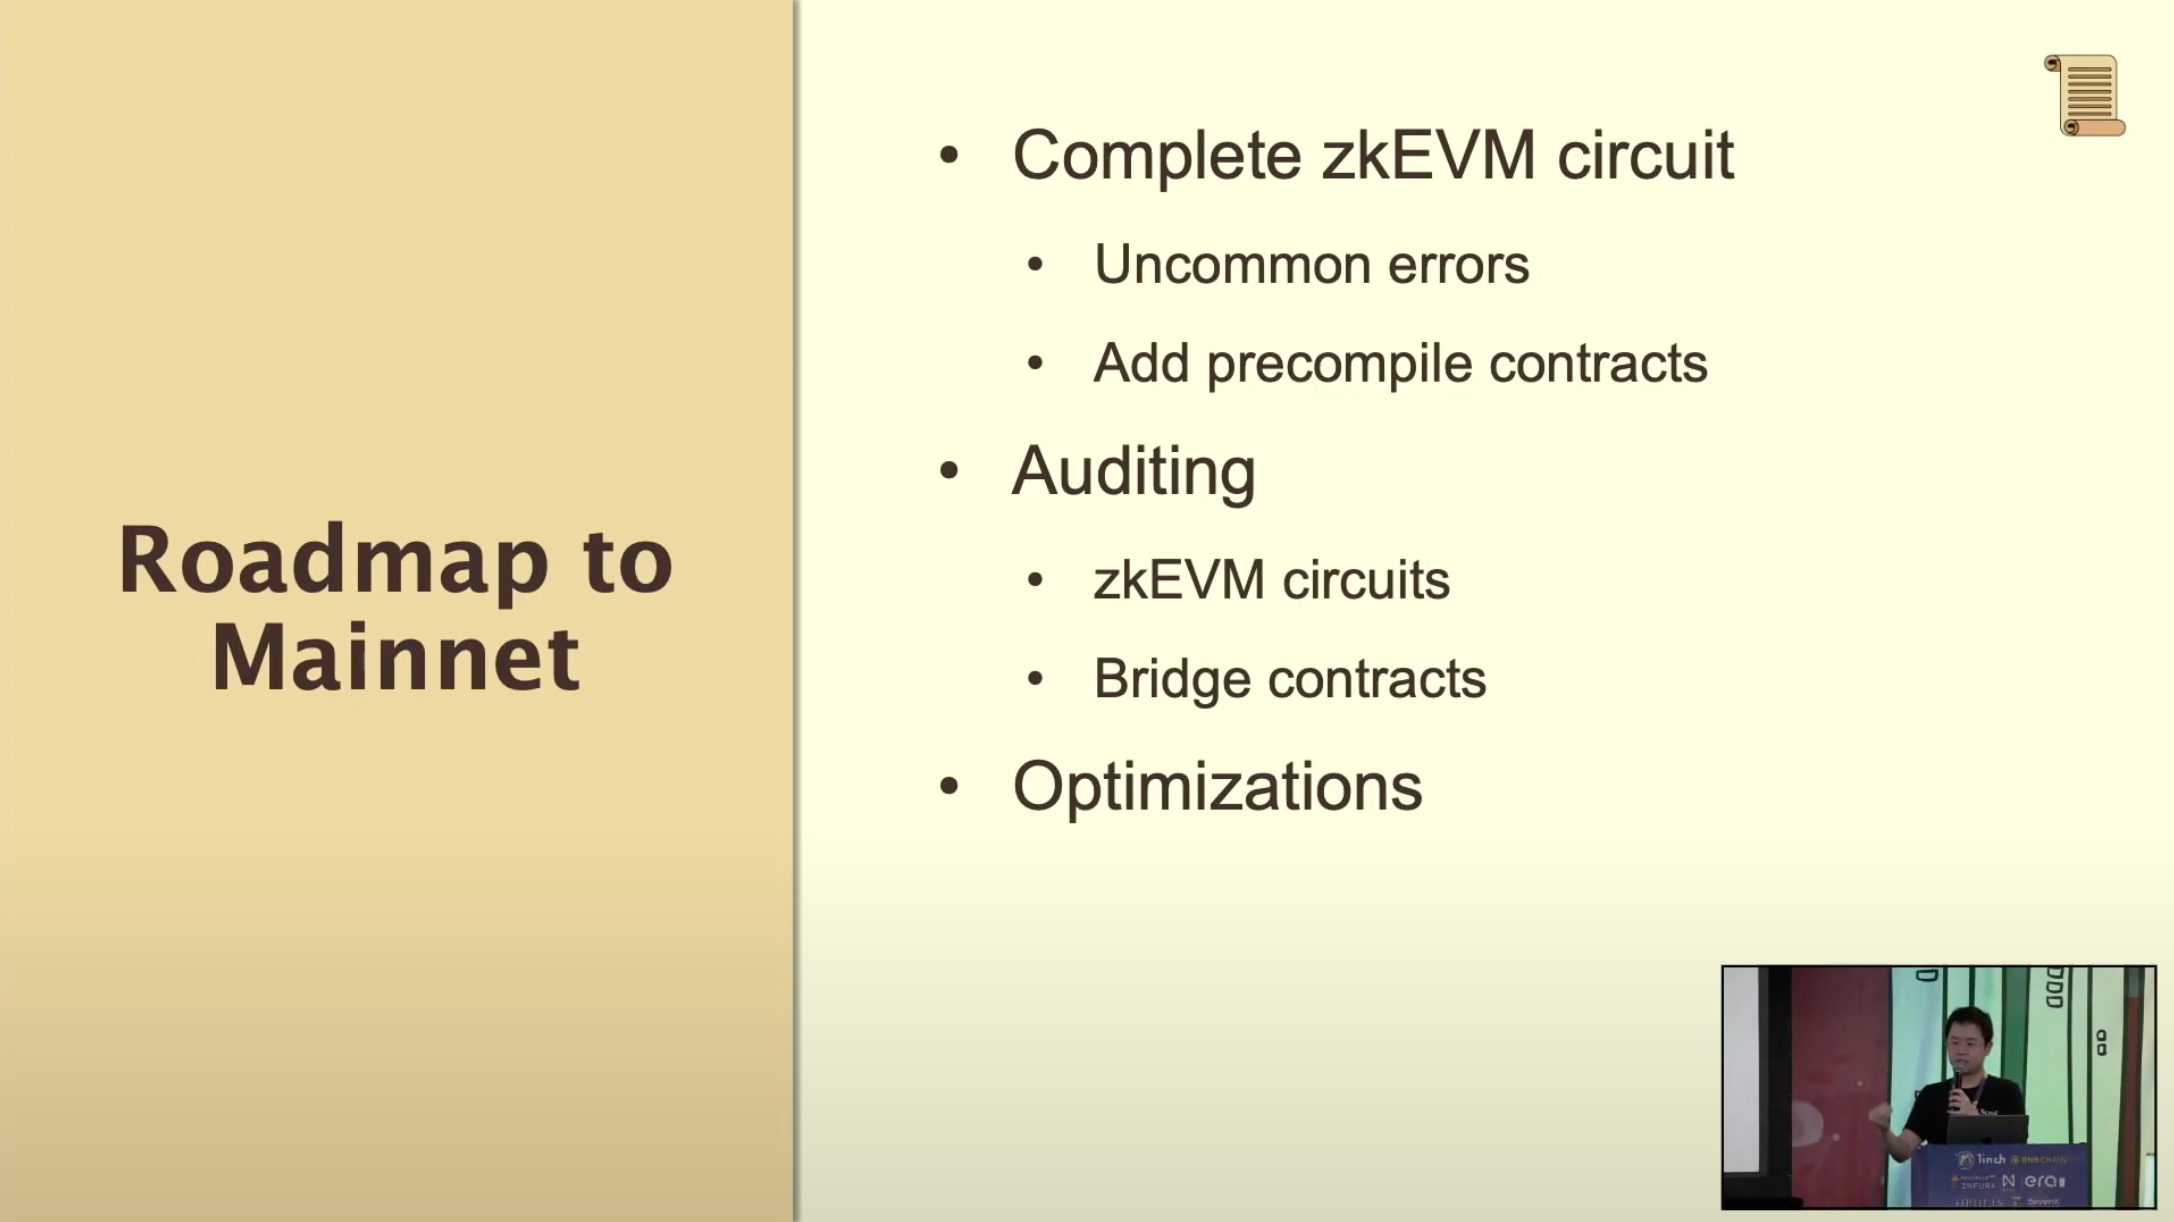 Roadmap to
Mainnet
• Complete zkEVM circuit
• Uncommon errors
• Add precompile contracts
• Auditing
• zkEVM circuits
• Bridge contracts
• Optimizations
1inch BNB CHAIN
INFURA